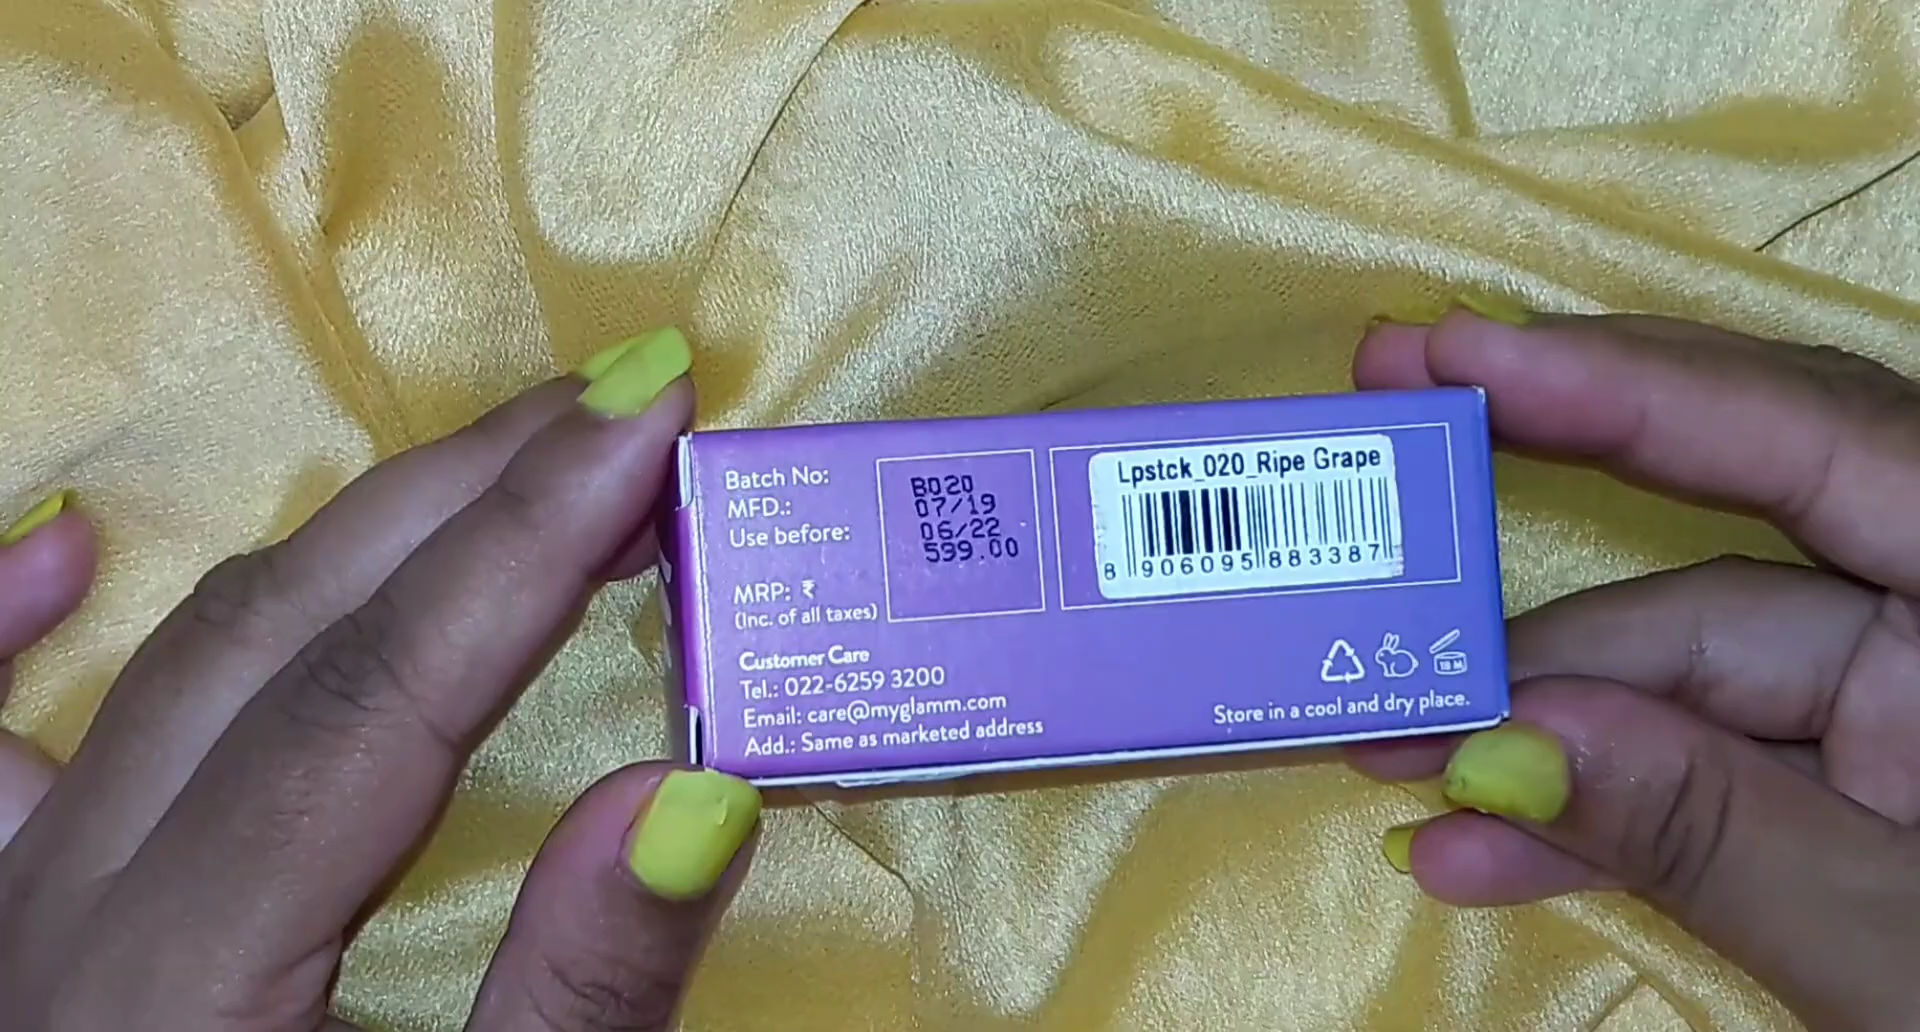 Batch No:
MFD.:
Use before:
MRP: ₹
(Inc. of all taxes)
B020
07/19
06/22
599.00
Lpstck_020_Ripe Grape
8 906095 883387
Customer Care
Tel.: 022-6259 3200
Email: care@myglamm.com
Add.: Same as marketed address
18 M
Store in a cool and dry place.